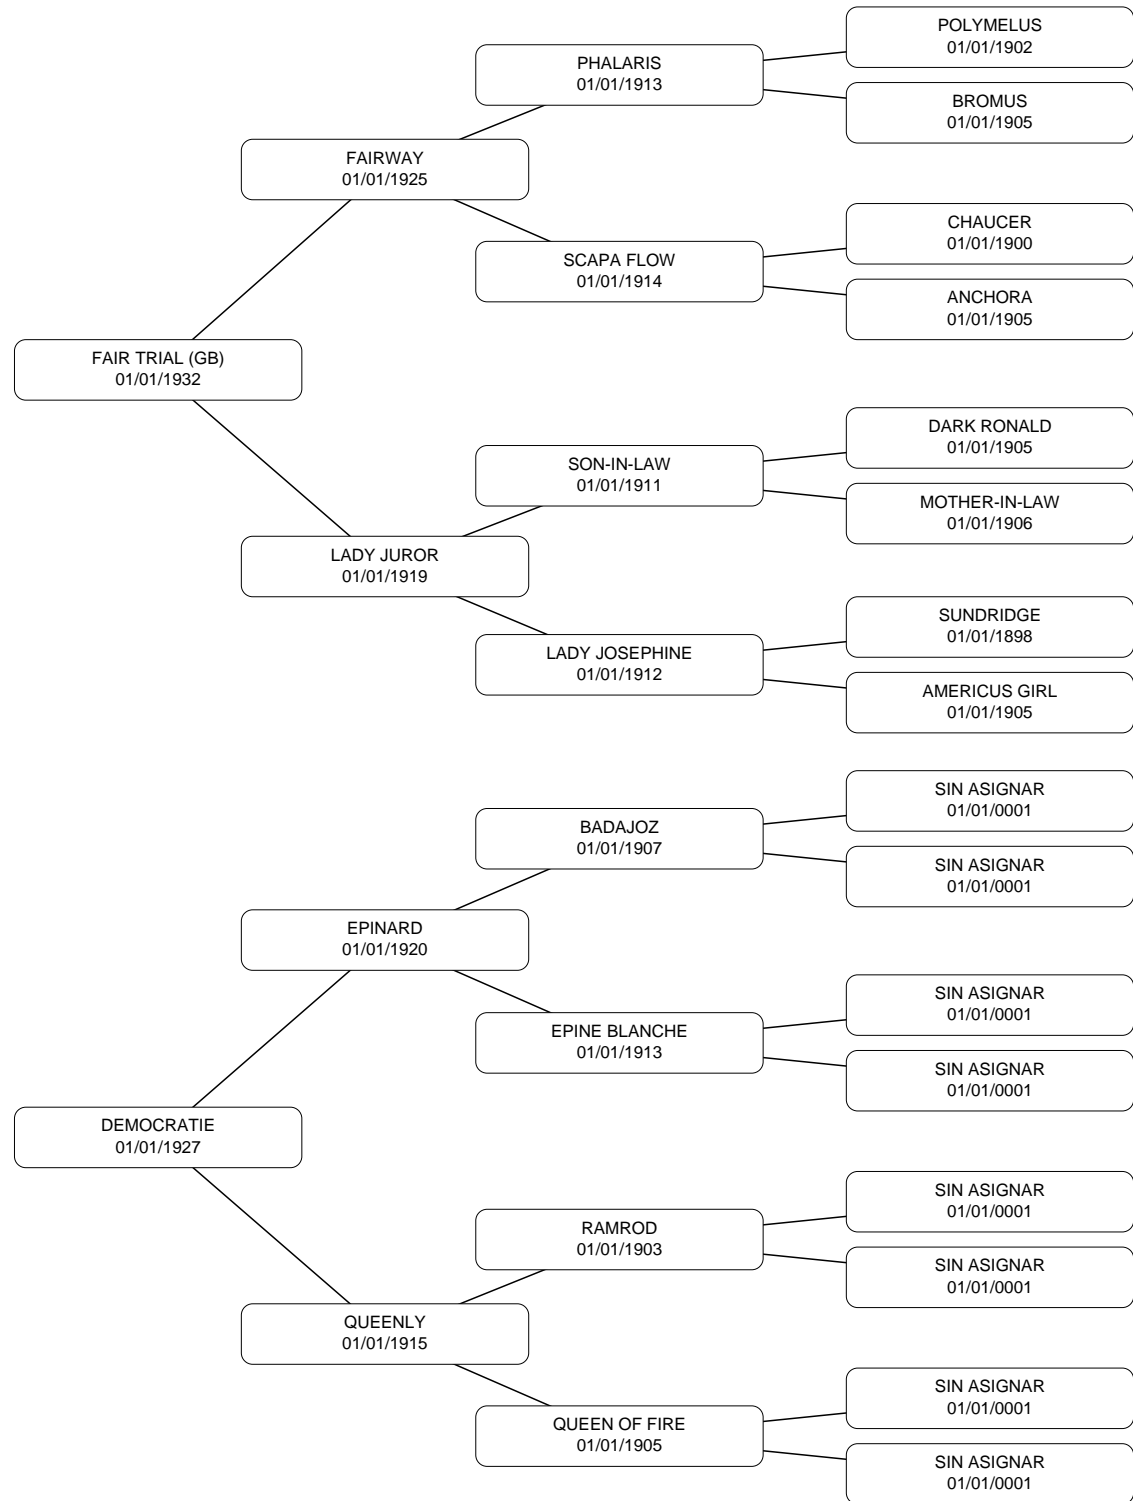 POLYMELUS
01/01/1902
PHALARIS
01/01/1913
BROMUS
01/01/1905
FAIRWAY
01/01/1925
CHAUCER
01/01/1900
SCAPA FLOW
01/01/1914
ANCHORA
01/01/1905
FAIR TRIAL (GB)
01/01/1932
DARK RONALD
01/01/1905
SON-IN-LAW
01/01/1911
MOTHER-IN-LAW
01/01/1906
LADY JUROR
01/01/1919
SUNDRIDGE
01/01/1898
LADY JOSEPHINE
01/01/1912
AMERICUS GIRL
01/01/1905
SIN ASIGNAR
01/01/0001
BADAJOZ
01/01/1907
SIN ASIGNAR
01/01/0001
EPINARD
01/01/1920
SIN ASIGNAR
01/01/0001
EPINE BLANCHE
01/01/1913
SIN ASIGNAR
01/01/0001
DEMOCRATIE
01/01/1927
SIN ASIGNAR
01/01/0001
RAMROD
01/01/1903
SIN ASIGNAR
01/01/0001
QUEENLY
01/01/1915
SIN ASIGNAR
01/01/0001
QUEEN OF FIRE
01/01/1905
SIN ASIGNAR
01/01/0001